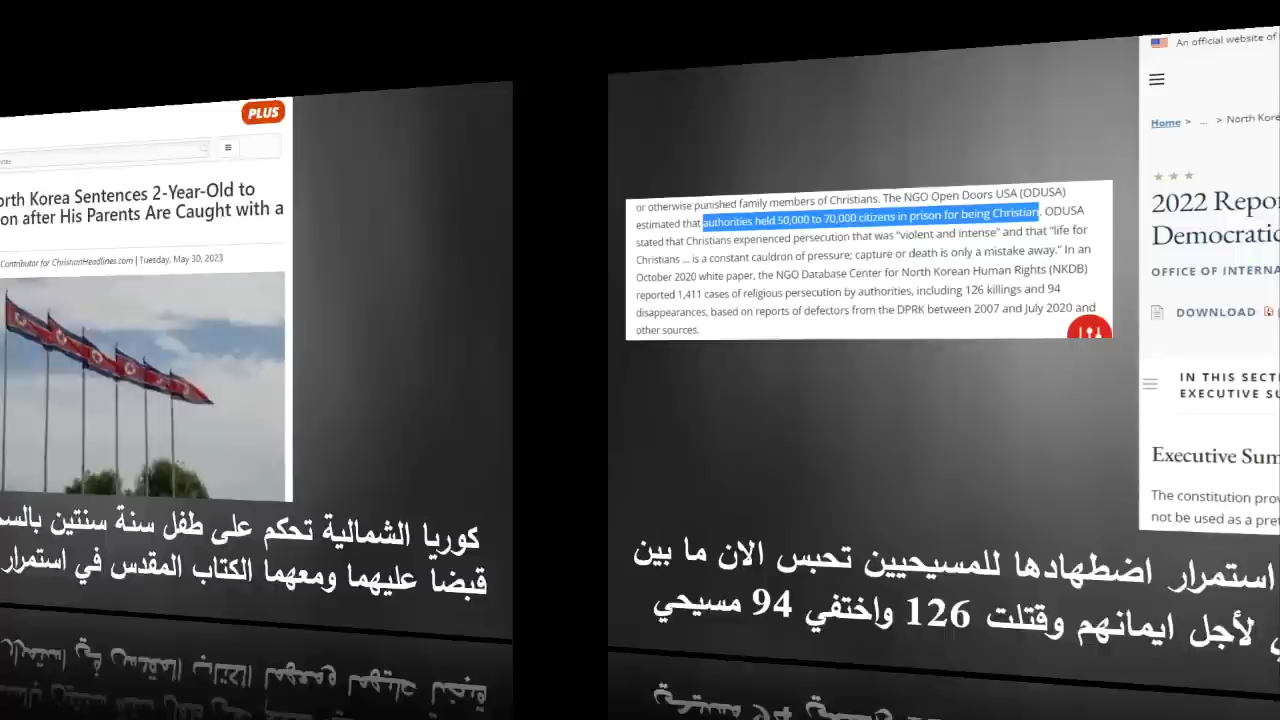 PLUS
North Korea Sentences 2-Year-Old to
on after His Parents Are Caught with a
Contributor for ChristianHeadlines.com | Tuesday, May 30, 2023
كوريا الشمالية تحكم على طفل سنة سنتين
قبضا عليهما ومعهما الكتاب المقدس في استمرار
or otherwise punished family members of Christians. The NGO Open Doors USA (ODUSA)
estimated that authorities held 50,000 to 70,000 citizens in prison for being Christian. ODUSA
stated that Christians experienced persecution that was "violent and intense" and that "life for
Christians ... is a constant cauldron of pressure; capture or death is only a mistake away." In an
October 2020 white paper, the NGO Database Center for North Korean Human Rights (NKDB)
reported 1,411 cases of religious persecution by authorities, including 126 killings and 94
disappearances, based on reports of defectors from the DPRK between 2007 and July 2020 and
other sources.
An official website of
Home > ... > North Kore
2022 Repo
Democratic
OFFICE OF INTERNA
DOWNLOAD
IN THIS SECTI
EXECUTIVE SU
Executive Sum
The constitution prov
not be used as a pret
استمرار اضطهادها للمسيحيين تحبس الان ما بين
لأجل ايمانهم وقتلت 126 واختفي 94 مسيحي